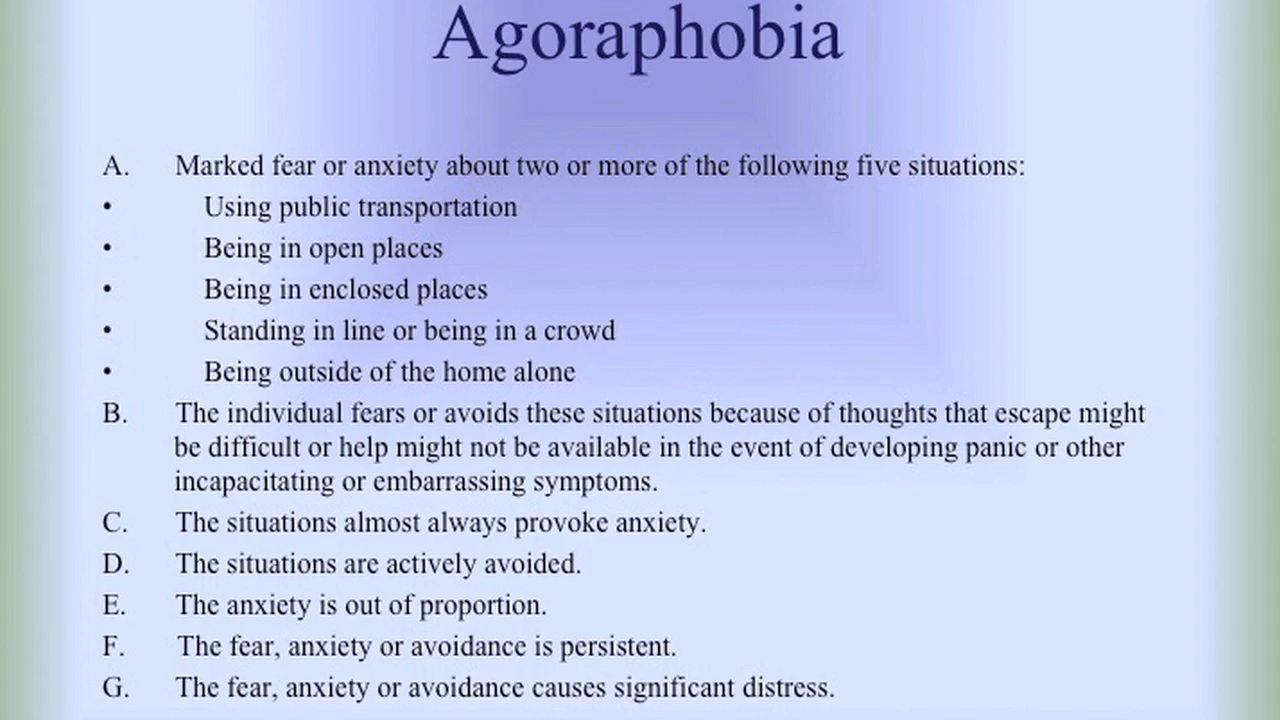 Agoraphobia
A. Marked fear or anxiety about two or more of the following five situations:
• Using public transportation
• Being in open places
• Being in enclosed places
• Standing in line or being in a crowd
• Being outside of the home alone
B. The individual fears or avoids these situations because of thoughts that escape might
be difficult or help might not be available in the event of developing panic or other
incapacitating or embarrassing symptoms.
C. The situations almost always provoke anxiety.
D. The situations are actively avoided.
E. The anxiety is out of proportion.
F. The fear, anxiety or avoidance is persistent.
G. The fear, anxiety or avoidance causes significant distress.